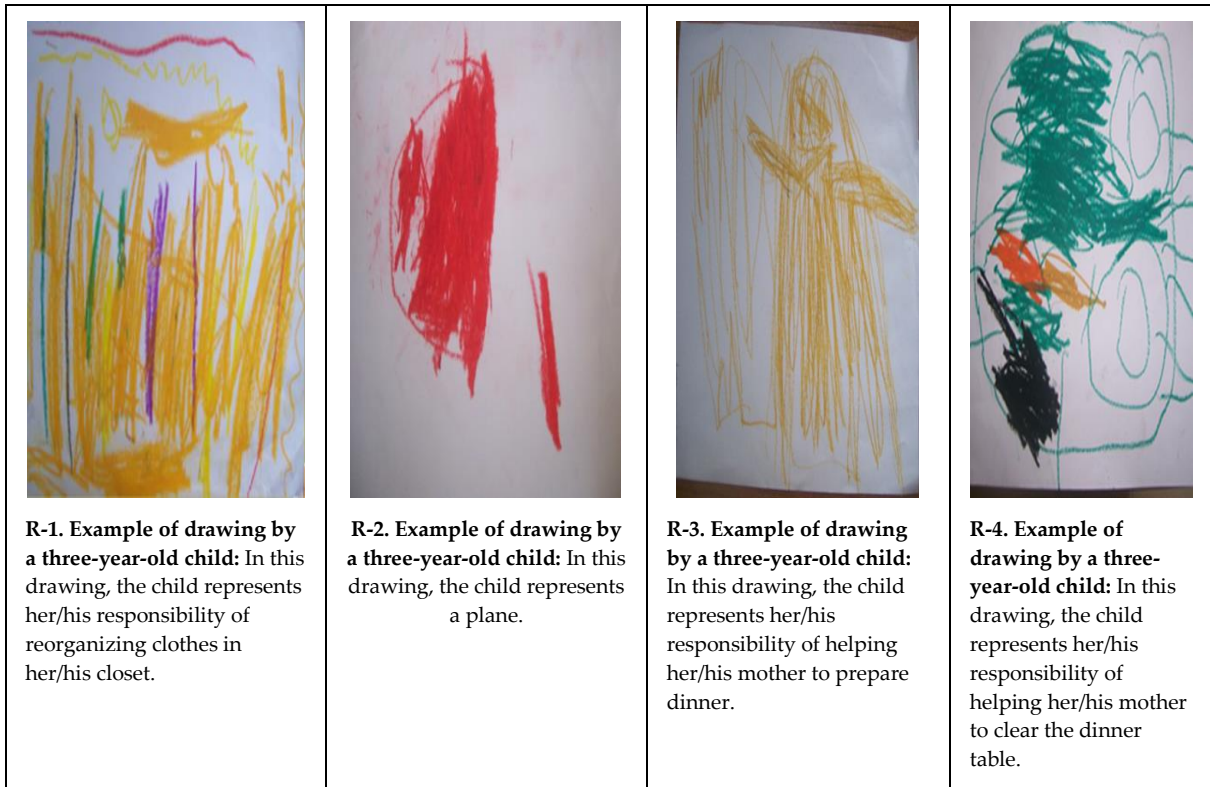 R-1. Example of drawing by
a three-year-old child: In this
drawing, the child represents
her/his responsibility of
reorganizing clothes in
her/his closet.
R-2. Example of drawing by
a three-year-old child: In this
drawing, the child represents
a plane.
R-3. Example of drawing
by a three-year-old child:
In this drawing, the child
represents her/his
responsibility of helping
her/his mother to prepare
dinner.
R-4. Example of
drawing by a three-
year-old child: In this
drawing, the child
represents her/his
responsibility of
helping her/his mother
to clear the dinner
table.